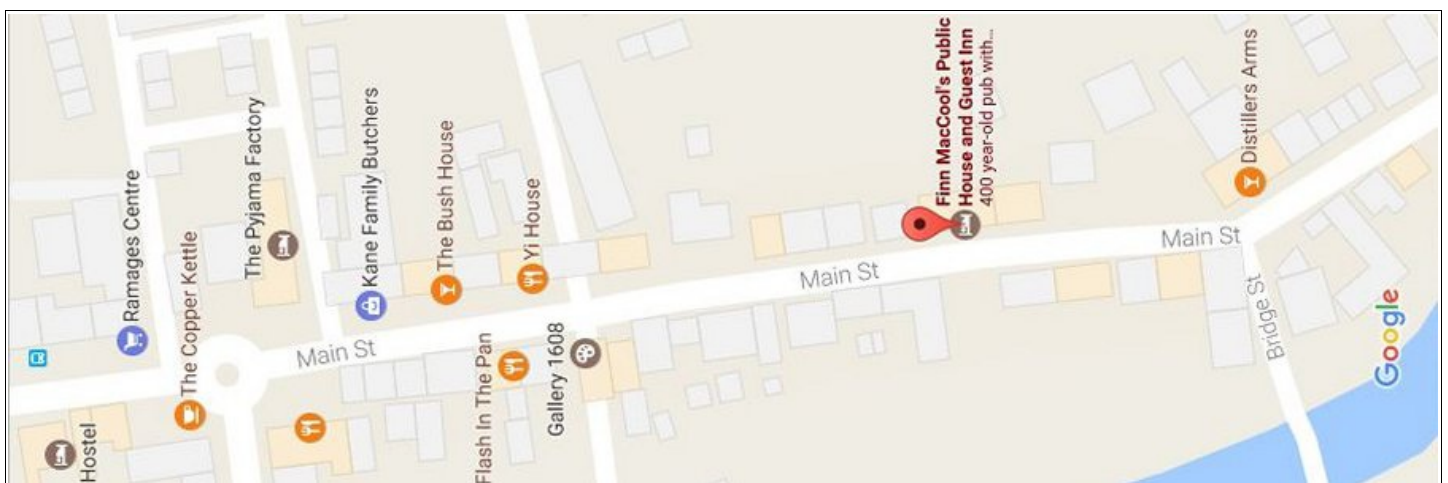 Ramages Centre
The Copper Kettle
The Pyjama Factory
Kane Family Butchers
The Bush House
Yi House
Main St
Hostel
Flash In The Pan
Gallery 1608
Main St
Finn MacCool's Public
House and Guest Inn
400 year-old pub with...
Main St
Distillers Arms
Bridge St
Google